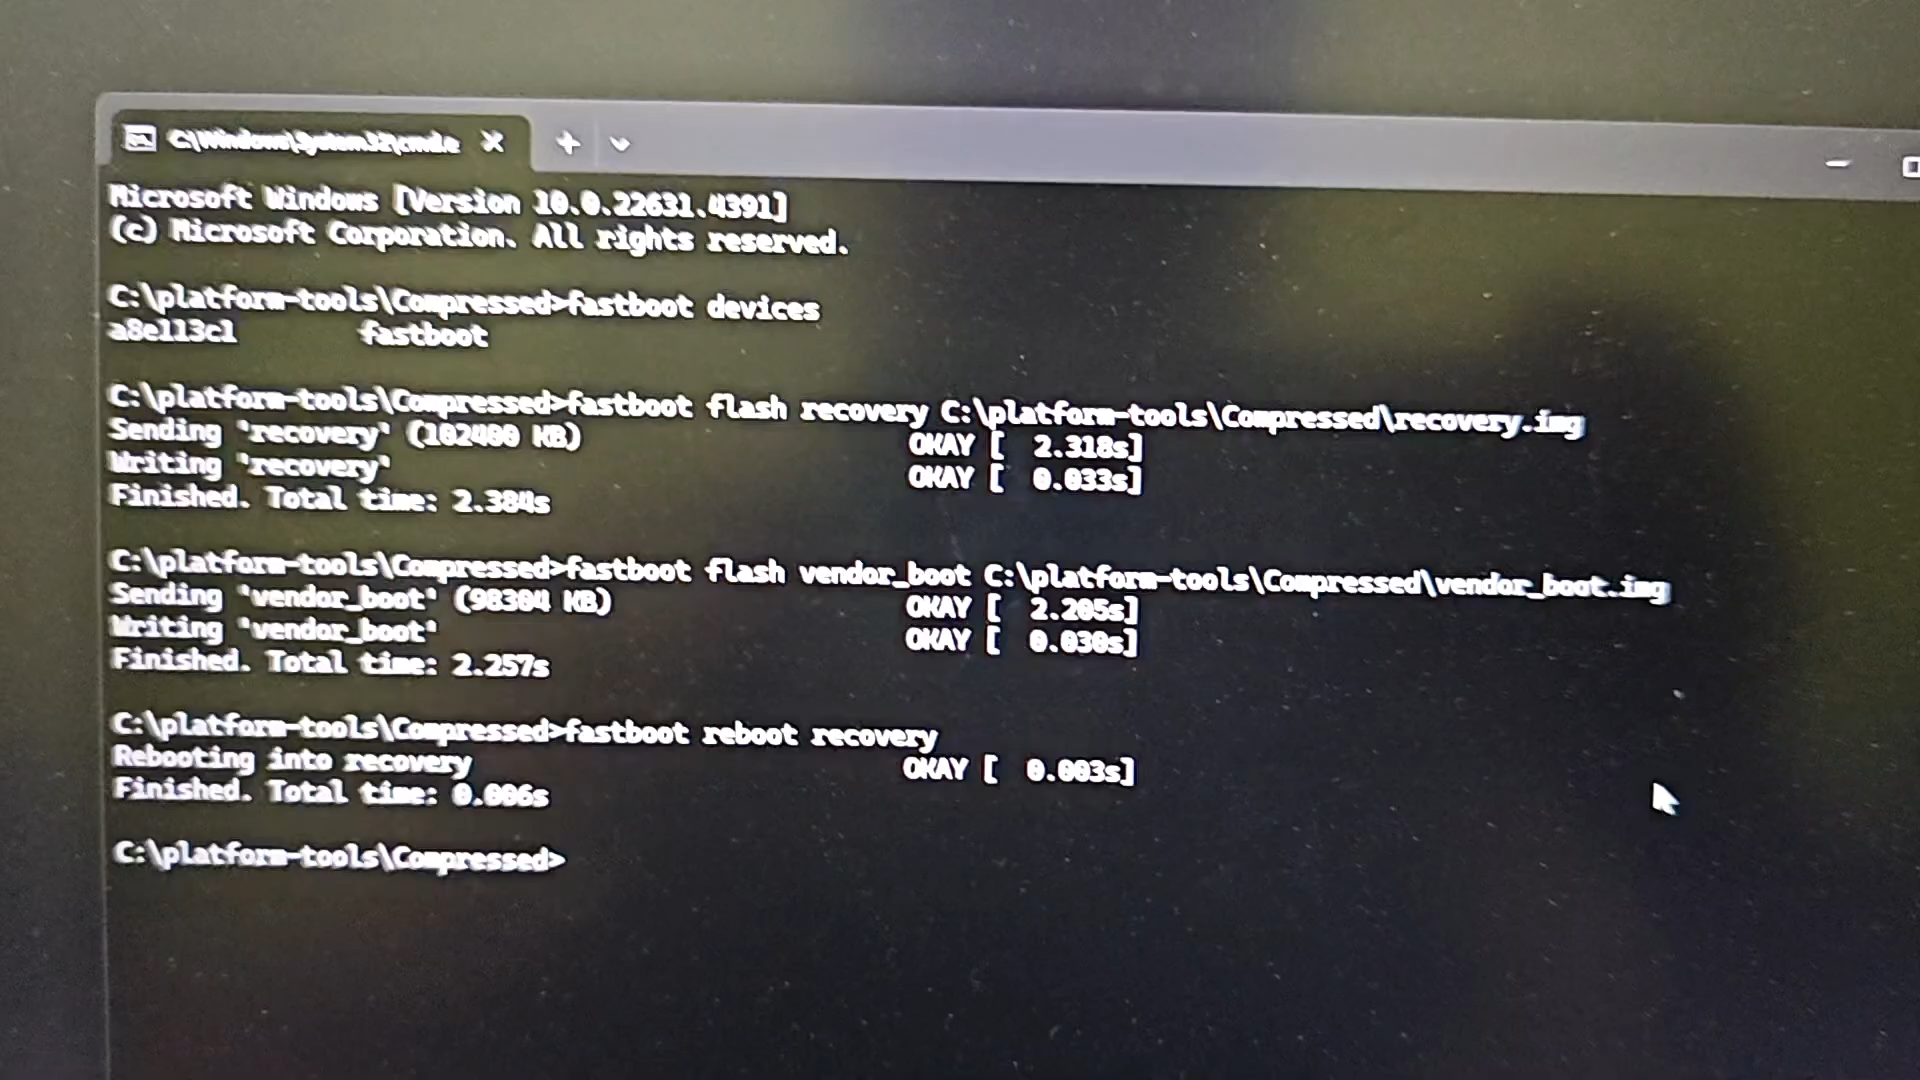 C:\Windows\System32\cmd.e
Microsoft Windows [Version 10.0.22631.4391]
(c) Microsoft Corporation. All rights reserved.
C:\platform-tools\Compressed>fastboot devices
a8e113c1 fastboot
C:\platform-tools\Compressed>fastboot flash recovery C:\platform-tools\Compressed\recovery.img
Sending 'recovery' (102400 KB) OKAY [ 2.318s]
Writing 'recovery' OKAY [ 0.033s]
Finished. Total time: 2.384s
C:\platform-tools\Compressed>fastboot flash vendor_boot C:\platform-tools\Compressed\vendor_boot.img
Sending 'vendor_boot' (98304 KB) OKAY [ 2.205s]
Writing 'vendor_boot' OKAY [ 0.030s]
Finished. Total time: 2.257s
C:\platform-tools\Compressed>fastboot reboot recovery
Rebooting into recovery OKAY [ 0.003s]
Finished. Total time: 0.006s
C:\platform-tools\Compressed>